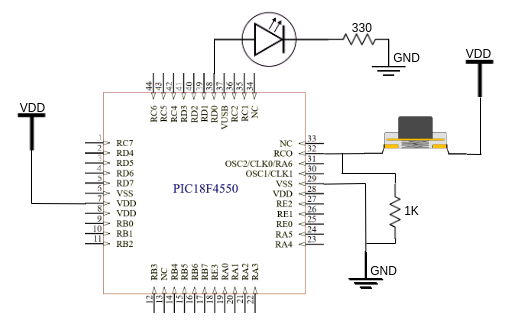 330
GND
VDD
44 43 42 41 40 39 38 37 36 35 34
RC6 RC5 RC4 RD3 RD2 RD1 RD0 VUSB RC2 RC1 NC
VDD
1 RC7
2 RD4
3 RD5
4 RD6
5 RD7
6 VSS
7 VDD
8 VDD
9 RB0
10 RB1
11 RB2
PIC18F4550
NC 33
RCO 32
OSC2/CLK0/RA6 31
OSC1/CLK1 30
VSS 29
VDD 28
RE2 27
RE1 26
RE0 25
RA5 24
RA4 23
1K
GND
RB3 NC RB4 RB5 RB6 RB7 RE3 RA0 RA1 RA2 RA3
12 13 14 15 16 17 18 19 20 21 22